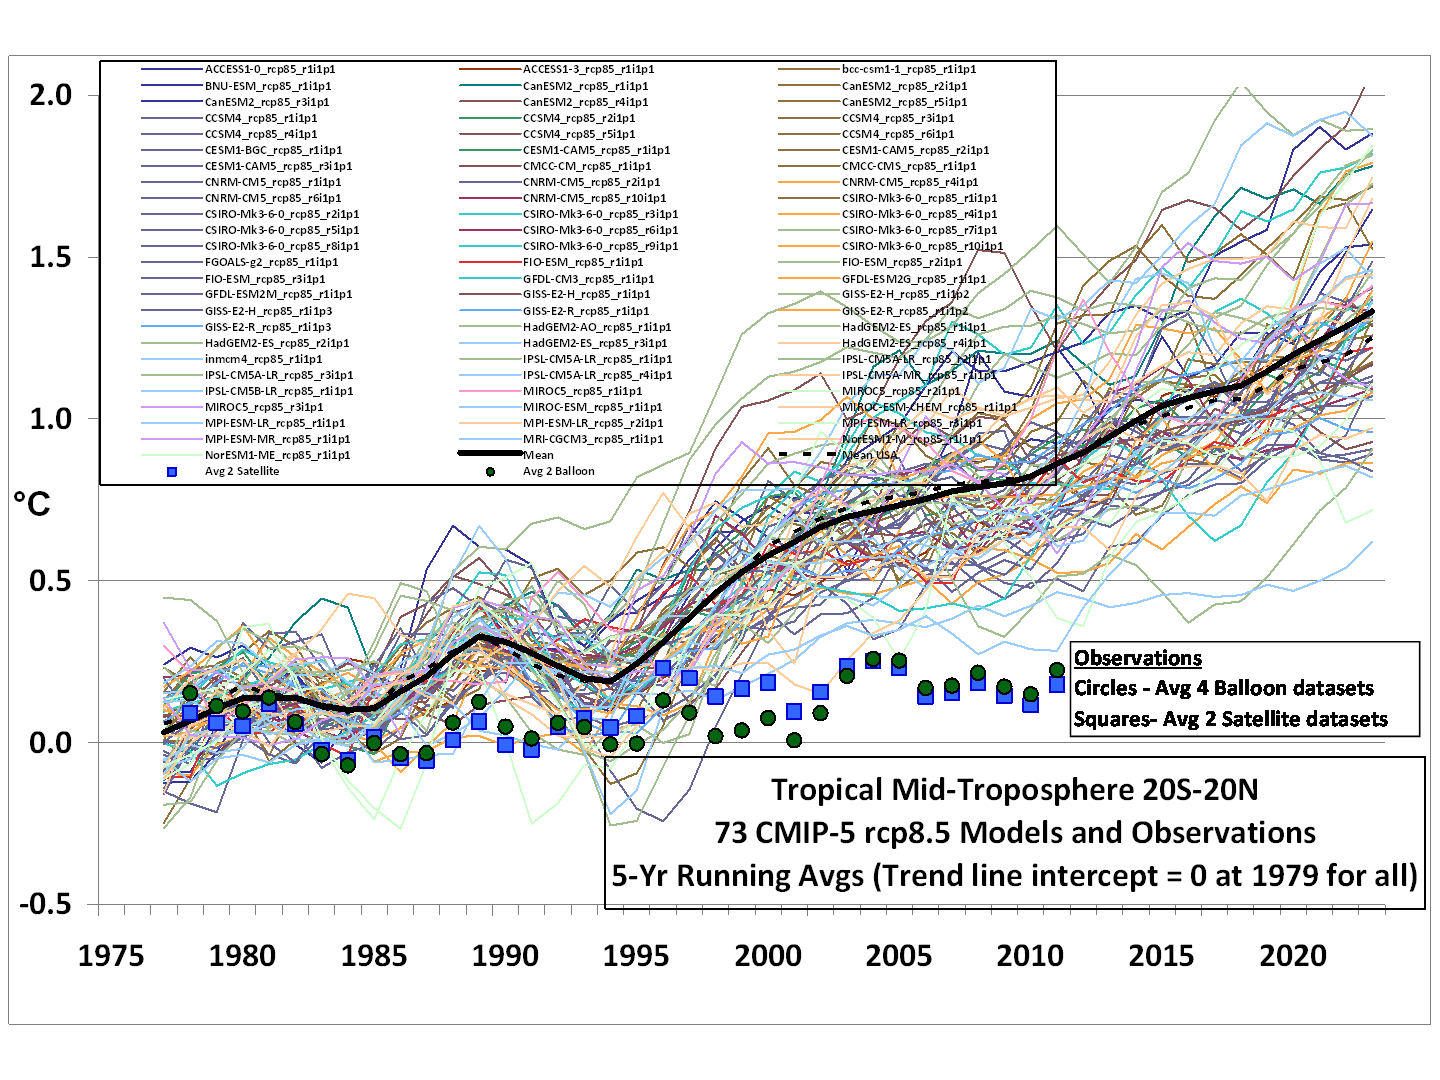 ACCESS1-0_rcp85_r1i1p1 ACCESS1-3_rcp85_r1i1p1 bcc-csm1-1_rcp85_r1i1p1
BNU-ESM_rcp85_r1i1p1 CanESM2_rcp85_r1i1p1 CanESM2_rcp85_r2i1p1
2.0
CanESM2_rcp85_r3i1p1 CanESM2_rcp85_r4i1p1 CanESM2_rcp85_r5i1p1
CCSM4_rcp85_r1i1p1 CCSM4_rcp85_r2i1p1 CCSM4_rcp85_r3i1p1
CCSM4_rcp85_r4i1p1 CCSM4_rcp85_r5i1p1 CCSM4_rcp85_r6i1p1
CESM1-BGC_rcp85_r1i1p1 CESM1-CAM5_rcp85_r1i1p1 CESM1-CAM5_rcp85_r2i1p1
CESM1-CAM5_rcp85_r3i1p1 CMCC-CM_rcp85_r1i1p1 CMCC-CMS_rcp85_r1i1p1
CNRM-CM5_rcp85_r1i1p1 CNRM-CM5_rcp85_r2i1p1 CNRM-CM5_rcp85_r4i1p1
CNRM-CM5_rcp85_r6i1p1 CNRM-CM5_rcp85_r10i1p1 CSIRO-Mk3-6-0_rcp85_r1i1p1
CSIRO-Mk3-6-0_rcp85_r2i1p1 CSIRO-Mk3-6-0_rcp85_r3i1p1 CSIRO-Mk3-6-0_rcp85_r4i1p1
CSIRO-Mk3-6-0_rcp85_r5i1p1 CSIRO-Mk3-6-0_rcp85_r6i1p1 CSIRO-Mk3-6-0_rcp85_r7i1p1
CSIRO-Mk3-6-0_rcp85_r8i1p1 CSIRO-Mk3-6-0_rcp85_r9i1p1 CSIRO-Mk3-6-0_rcp85_r10i1p1
1.5
FGOALS-g2_rcp85_r1i1p1 FIO-ESM_rcp85_r1i1p1 FIO-ESM_rcp85_r2i1p1
FIO-ESM_rcp85_r3i1p1 GFDL-CM3_rcp85_r1i1p1 GFDL-ESM2G_rcp85_r1i1p1
GFDL-ESM2M_rcp85_r1i1p1 GISS-E2-H_rcp85_r1i1p1 GISS-E2-H_rcp85_r1i1p2
GISS-E2-H_rcp85_r1i1p3 GISS-E2-R_rcp85_r1i1p1 GISS-E2-R_rcp85_r1i1p2
GISS-E2-R_rcp85_r1i1p3 HadGEM2-AO_rcp85_r1i1p1 HadGEM2-ES_rcp85_r1i1p1
HadGEM2-ES_rcp85_r2i1p1 HadGEM2-ES_rcp85_r3i1p1 HadGEM2-ES_rcp85_r4i1p1
inmcm4_rcp85_r1i1p1 IPSL-CM5A-LR_rcp85_r1i1p1 IPSL-CM5A-LR_rcp85_r2i1p1
IPSL-CM5A-LR_rcp85_r3i1p1 IPSL-CM5A-LR_rcp85_r4i1p1 IPSL-CM5A-MR_rcp85_r1i1p1
IPSL-CM5B-LR_rcp85_r1i1p1 MIROC5_rcp85_r1i1p1 MIROC5_rcp85_r2i1p1
MIROC5_rcp85_r3i1p1 MIROC-ESM_rcp85_r1i1p1 MIROC-ESM-CHEM_rcp85_r1i1p1
1.0
MPI-ESM-LR_rcp85_r1i1p1 MPI-ESM-LR_rcp85_r2i1p1 MPI-ESM-LR_rcp85_r3i1p1
MPI-ESM-MR_rcp85_r1i1p1 MRI-CGCM3_rcp85_r1i1p1 NorESM1-M_rcp85_r1i1p1
NorESM1-ME_rcp85_r1i1p1 Mean Mean USA
Avg 2 Satellite Avg 2 Balloon
°C
0.5
Observations
Circles - Avg 4 Balloon datasets
Squares- Avg 2 Satellite datasets
0.0
Tropical Mid-Troposphere 20S-20N
73 CMIP-5 rcp8.5 Models and Observations
5-Yr Running Avgs (Trend line intercept = 0 at 1979 for all)
-0.5
1975 1980 1985 1990 1995 2000 2005 2010 2015 2020